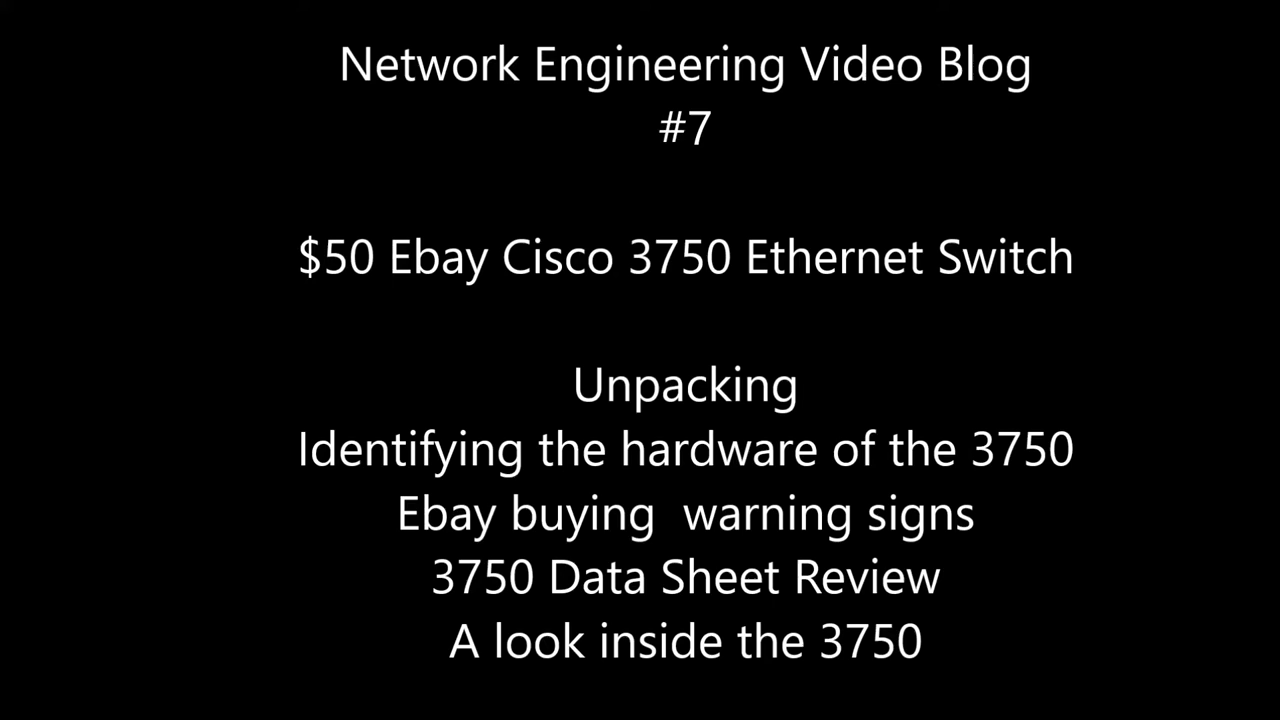 Network Engineering Video Blog
#7
$50 Ebay Cisco 3750 Ethernet Switch
Unpacking
Identifying the hardware of the 3750
Ebay buying  warning signs
3750 Data Sheet Review
A look inside the 3750